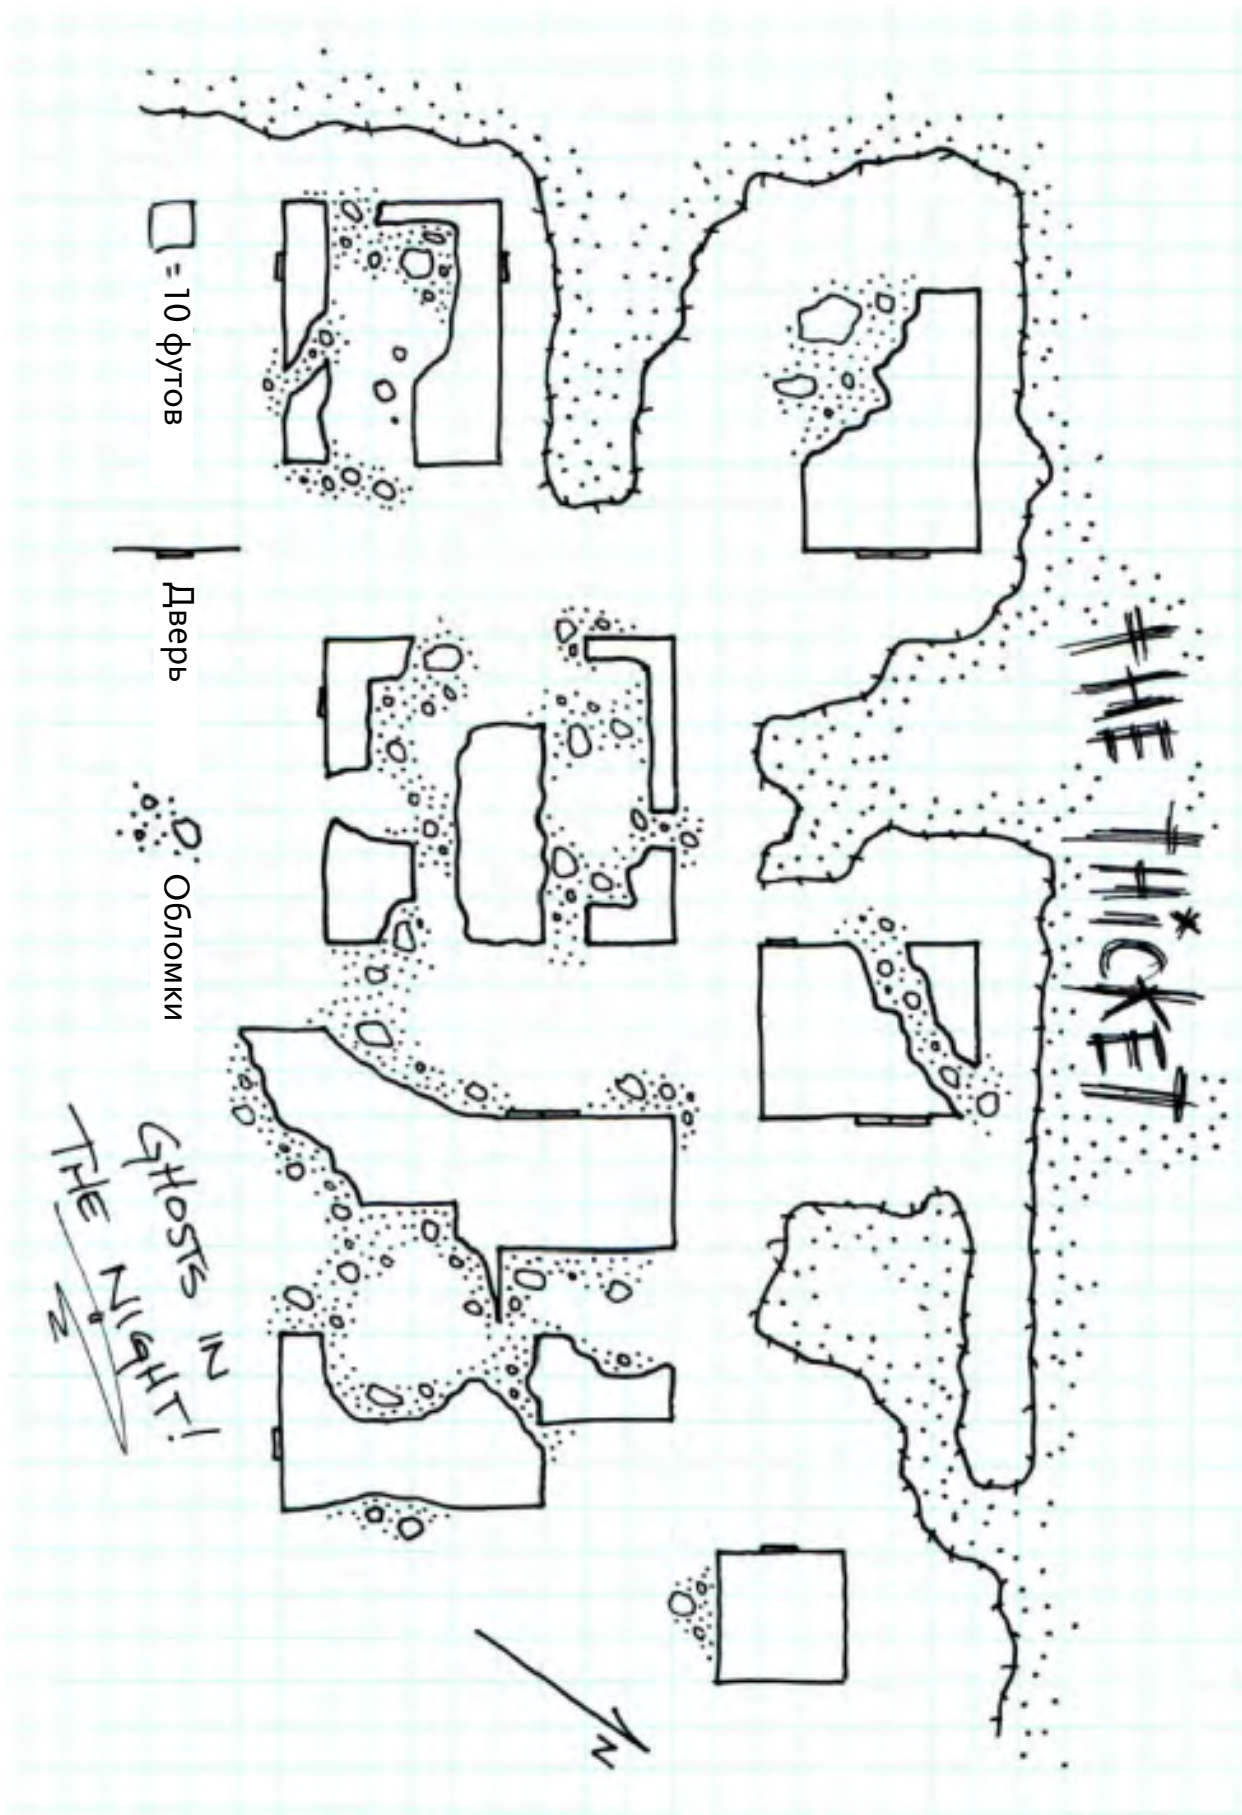 THE THICKET
= 10 футов
Дверь
Обломки
GHOSTS IN
THE NIGHT!
N